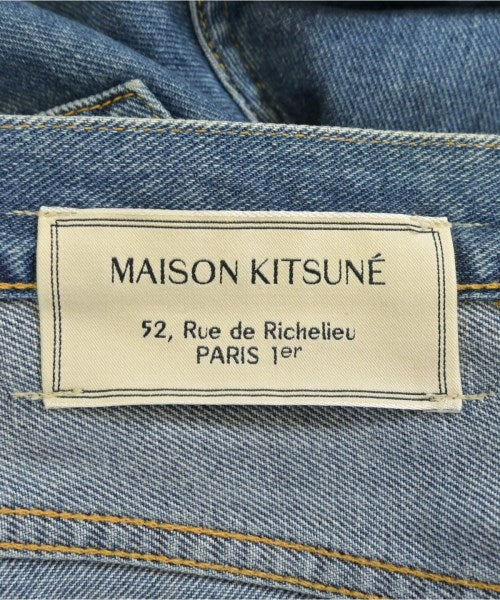 MAISON KITSUNÉ
52, Rue de Richelieu
PARIS 1er